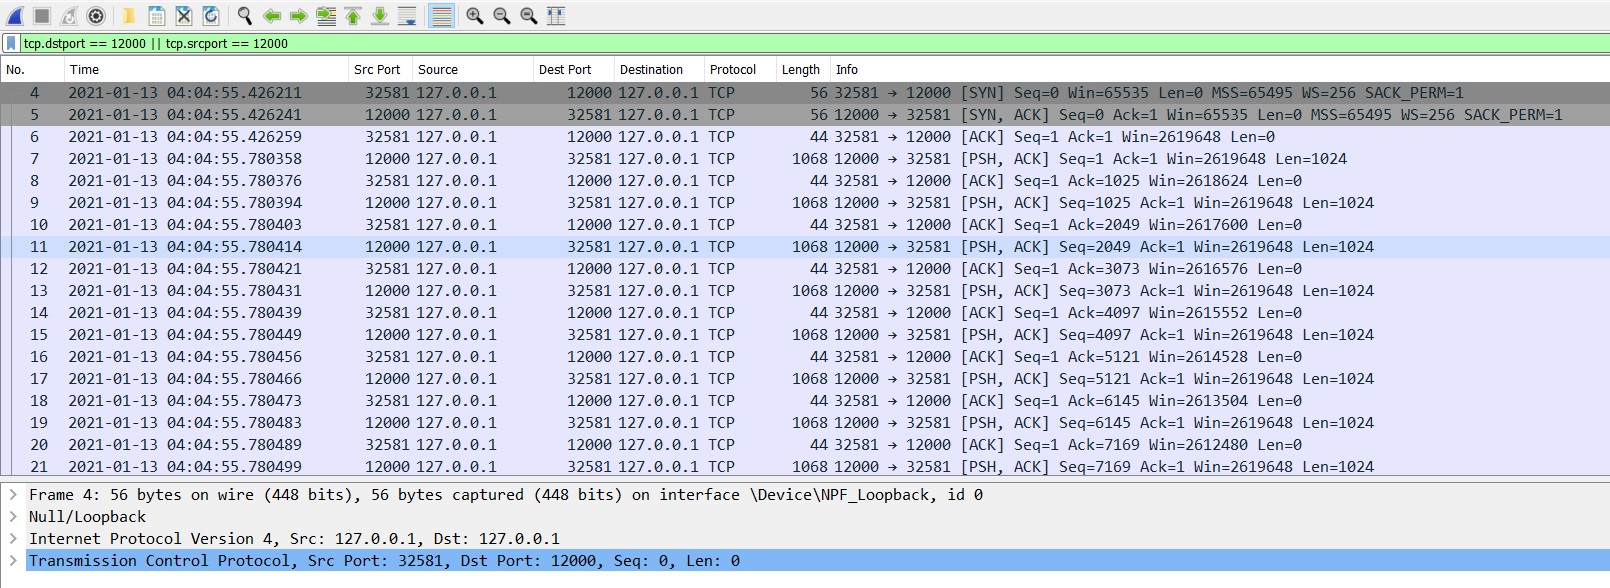 tcp.dstport == 12000 || tcp.srcport == 12000
No. Time Src Port Source Dest Port Destination Protocol Length Info
4 2021-01-13 04:04:55.426211 32581 127.0.0.1 12000 127.0.0.1 TCP 56 32581 → 12000 [SYN] Seq=0 Win=65535 Len=0 MSS=65495 WS=256 SACK_PERM=1
5 2021-01-13 04:04:55.426241 12000 127.0.0.1 32581 127.0.0.1 TCP 56 12000 → 32581 [SYN, ACK] Seq=0 Ack=1 Win=65535 Len=0 MSS=65495 WS=256 SACK_PERM=1
6 2021-01-13 04:04:55.426259 32581 127.0.0.1 12000 127.0.0.1 TCP 44 32581 → 12000 [ACK] Seq=1 Ack=1 Win=2619648 Len=0
7 2021-01-13 04:04:55.780358 12000 127.0.0.1 32581 127.0.0.1 TCP 1068 12000 → 32581 [PSH, ACK] Seq=1 Ack=1 Win=2619648 Len=1024
8 2021-01-13 04:04:55.780376 32581 127.0.0.1 12000 127.0.0.1 TCP 44 32581 → 12000 [ACK] Seq=1 Ack=1025 Win=2618624 Len=0
9 2021-01-13 04:04:55.780394 12000 127.0.0.1 32581 127.0.0.1 TCP 1068 12000 → 32581 [PSH, ACK] Seq=1025 Ack=1 Win=2619648 Len=1024
10 2021-01-13 04:04:55.780403 32581 127.0.0.1 12000 127.0.0.1 TCP 44 32581 → 12000 [ACK] Seq=1 Ack=2049 Win=2617600 Len=0
11 2021-01-13 04:04:55.780414 12000 127.0.0.1 32581 127.0.0.1 TCP 1068 12000 → 32581 [PSH, ACK] Seq=2049 Ack=1 Win=2619648 Len=1024
12 2021-01-13 04:04:55.780421 32581 127.0.0.1 12000 127.0.0.1 TCP 44 32581 → 12000 [ACK] Seq=1 Ack=3073 Win=2616576 Len=0
13 2021-01-13 04:04:55.780431 12000 127.0.0.1 32581 127.0.0.1 TCP 1068 12000 → 32581 [PSH, ACK] Seq=3073 Ack=1 Win=2619648 Len=1024
14 2021-01-13 04:04:55.780439 32581 127.0.0.1 12000 127.0.0.1 TCP 44 32581 → 12000 [ACK] Seq=1 Ack=4097 Win=2615552 Len=0
15 2021-01-13 04:04:55.780449 12000 127.0.0.1 32581 127.0.0.1 TCP 1068 12000 → 32581 [PSH, ACK] Seq=4097 Ack=1 Win=2619648 Len=1024
16 2021-01-13 04:04:55.780456 32581 127.0.0.1 12000 127.0.0.1 TCP 44 32581 → 12000 [ACK] Seq=1 Ack=5121 Win=2614528 Len=0
17 2021-01-13 04:04:55.780466 12000 127.0.0.1 32581 127.0.0.1 TCP 1068 12000 → 32581 [PSH, ACK] Seq=5121 Ack=1 Win=2619648 Len=1024
18 2021-01-13 04:04:55.780473 32581 127.0.0.1 12000 127.0.0.1 TCP 44 32581 → 12000 [ACK] Seq=1 Ack=6145 Win=2613504 Len=0
19 2021-01-13 04:04:55.780483 12000 127.0.0.1 32581 127.0.0.1 TCP 1068 12000 → 32581 [PSH, ACK] Seq=6145 Ack=1 Win=2619648 Len=1024
20 2021-01-13 04:04:55.780489 32581 127.0.0.1 12000 127.0.0.1 TCP 44 32581 → 12000 [ACK] Seq=1 Ack=7169 Win=2612480 Len=0
21 2021-01-13 04:04:55.780499 12000 127.0.0.1 32581 127.0.0.1 TCP 1068 12000 → 32581 [PSH, ACK] Seq=7169 Ack=1 Win=2619648 Len=1024
Frame 4: 56 bytes on wire (448 bits), 56 bytes captured (448 bits) on interface \Device\NPF_Loopback, id 0
Null/Loopback
Internet Protocol Version 4, Src: 127.0.0.1, Dst: 127.0.0.1
Transmission Control Protocol, Src Port: 32581, Dst Port: 12000, Seq: 0, Len: 0